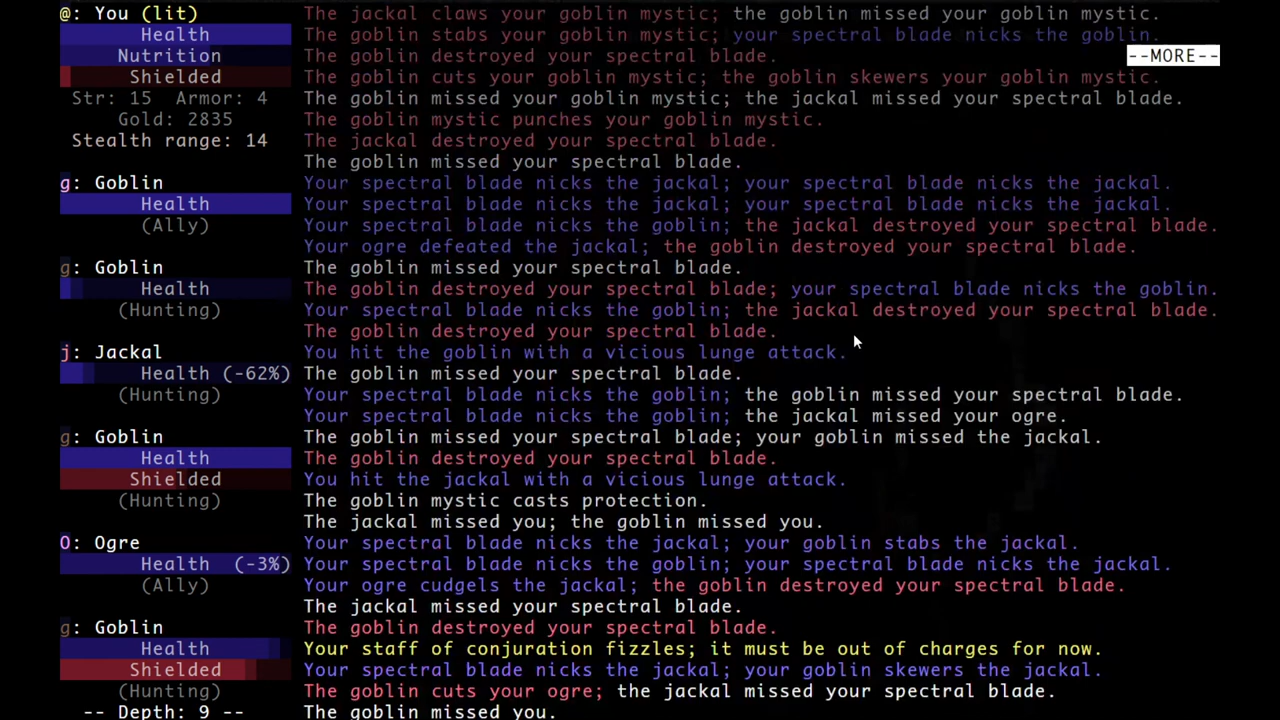 @: You (lit)
Health
Nutrition
Shielded
Str: 15  Armor: 4
Gold: 2835
Stealth range: 14
g: Goblin
Health
(Ally)
g: Goblin
Health
(Hunting)
j: Jackal
Health (-62%)
(Hunting)
g: Goblin
Health
Shielded
(Hunting)
O: Ogre
Health  (-3%)
(Ally)
g: Goblin
Health
Shielded
(Hunting)
-- Depth: 9 --
The jackal claws your goblin mystic; the goblin missed your goblin mystic.
The goblin stabs your goblin mystic; your spectral blade nicks the goblin.
The goblin destroyed your spectral blade.
--MORE--
The goblin cuts your goblin mystic; the goblin skewers your goblin mystic.
The goblin missed your goblin mystic; the jackal missed your spectral blade.
The goblin mystic punches your goblin mystic.
The jackal destroyed your spectral blade.
The goblin missed your spectral blade.
Your spectral blade nicks the jackal; your spectral blade nicks the jackal.
Your spectral blade nicks the jackal; your spectral blade nicks the jackal.
Your spectral blade nicks the goblin; the jackal destroyed your spectral blade.
Your ogre defeated the jackal; the goblin destroyed your spectral blade.
The goblin missed your spectral blade.
The goblin destroyed your spectral blade; your spectral blade nicks the goblin.
Your spectral blade nicks the goblin; the jackal destroyed your spectral blade.
The goblin destroyed your spectral blade.
You hit the goblin with a vicious lunge attack.
The goblin missed your spectral blade.
Your spectral blade nicks the goblin; the goblin missed your spectral blade.
Your spectral blade nicks the goblin; the jackal missed your ogre.
The goblin missed your spectral blade; your goblin missed the jackal.
The goblin destroyed your spectral blade.
You hit the jackal with a vicious lunge attack.
The goblin mystic casts protection.
The jackal missed you; the goblin missed you.
Your spectral blade nicks the jackal; your goblin stabs the jackal.
Your spectral blade nicks the goblin; your spectral blade nicks the jackal.
Your ogre cudgels the jackal; the goblin destroyed your spectral blade.
The jackal missed your spectral blade.
The goblin destroyed your spectral blade.
Your staff of conjuration fizzles; it must be out of charges for now.
Your spectral blade nicks the jackal; your goblin skewers the jackal.
The goblin cuts your ogre; the jackal missed your spectral blade.
The goblin missed you.